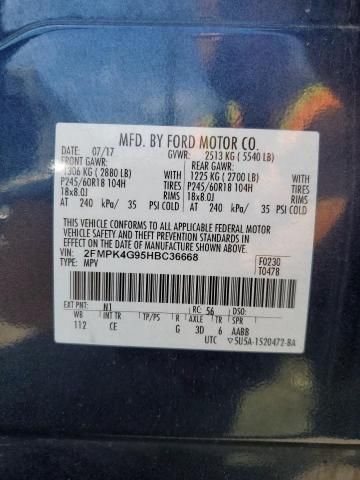 MFD. BY FORD MOTOR CO.
DATE: 07/17 GVWR: 2513 KG ( 5540 LB)
FRONT GAWR: REAR GAWR:
1306 KG ( 2880 LB) WITH 1225 KG ( 2700 LB) WITH
P245/60R18 104H TIRES P245/60R18 104H TIRES
18x8.0J RIMS 18x8.0J RIMS
AT 240 kPa/ 35 PSI COLD AT 240 kPa/ 35 PSI COLD
THIS VEHICLE CONFORMS TO ALL APPLICABLE FEDERAL MOTOR
VEHICLE SAFETY AND THEFT PREVENTION STANDARDS IN EFFECT
ON THE DATE OF MANUFACTURE SHOWN ABOVE.
VIN: 2FMPK4G95HBC36668 F0230
TYPE: MPV T0478
EXT PNT: N1 RC: 56 DSO:
WB INT TR TP/PS R AXLE TR SPR
112 CE G 3D 6 AABB
UTC ▽5U5A-1520472-BA